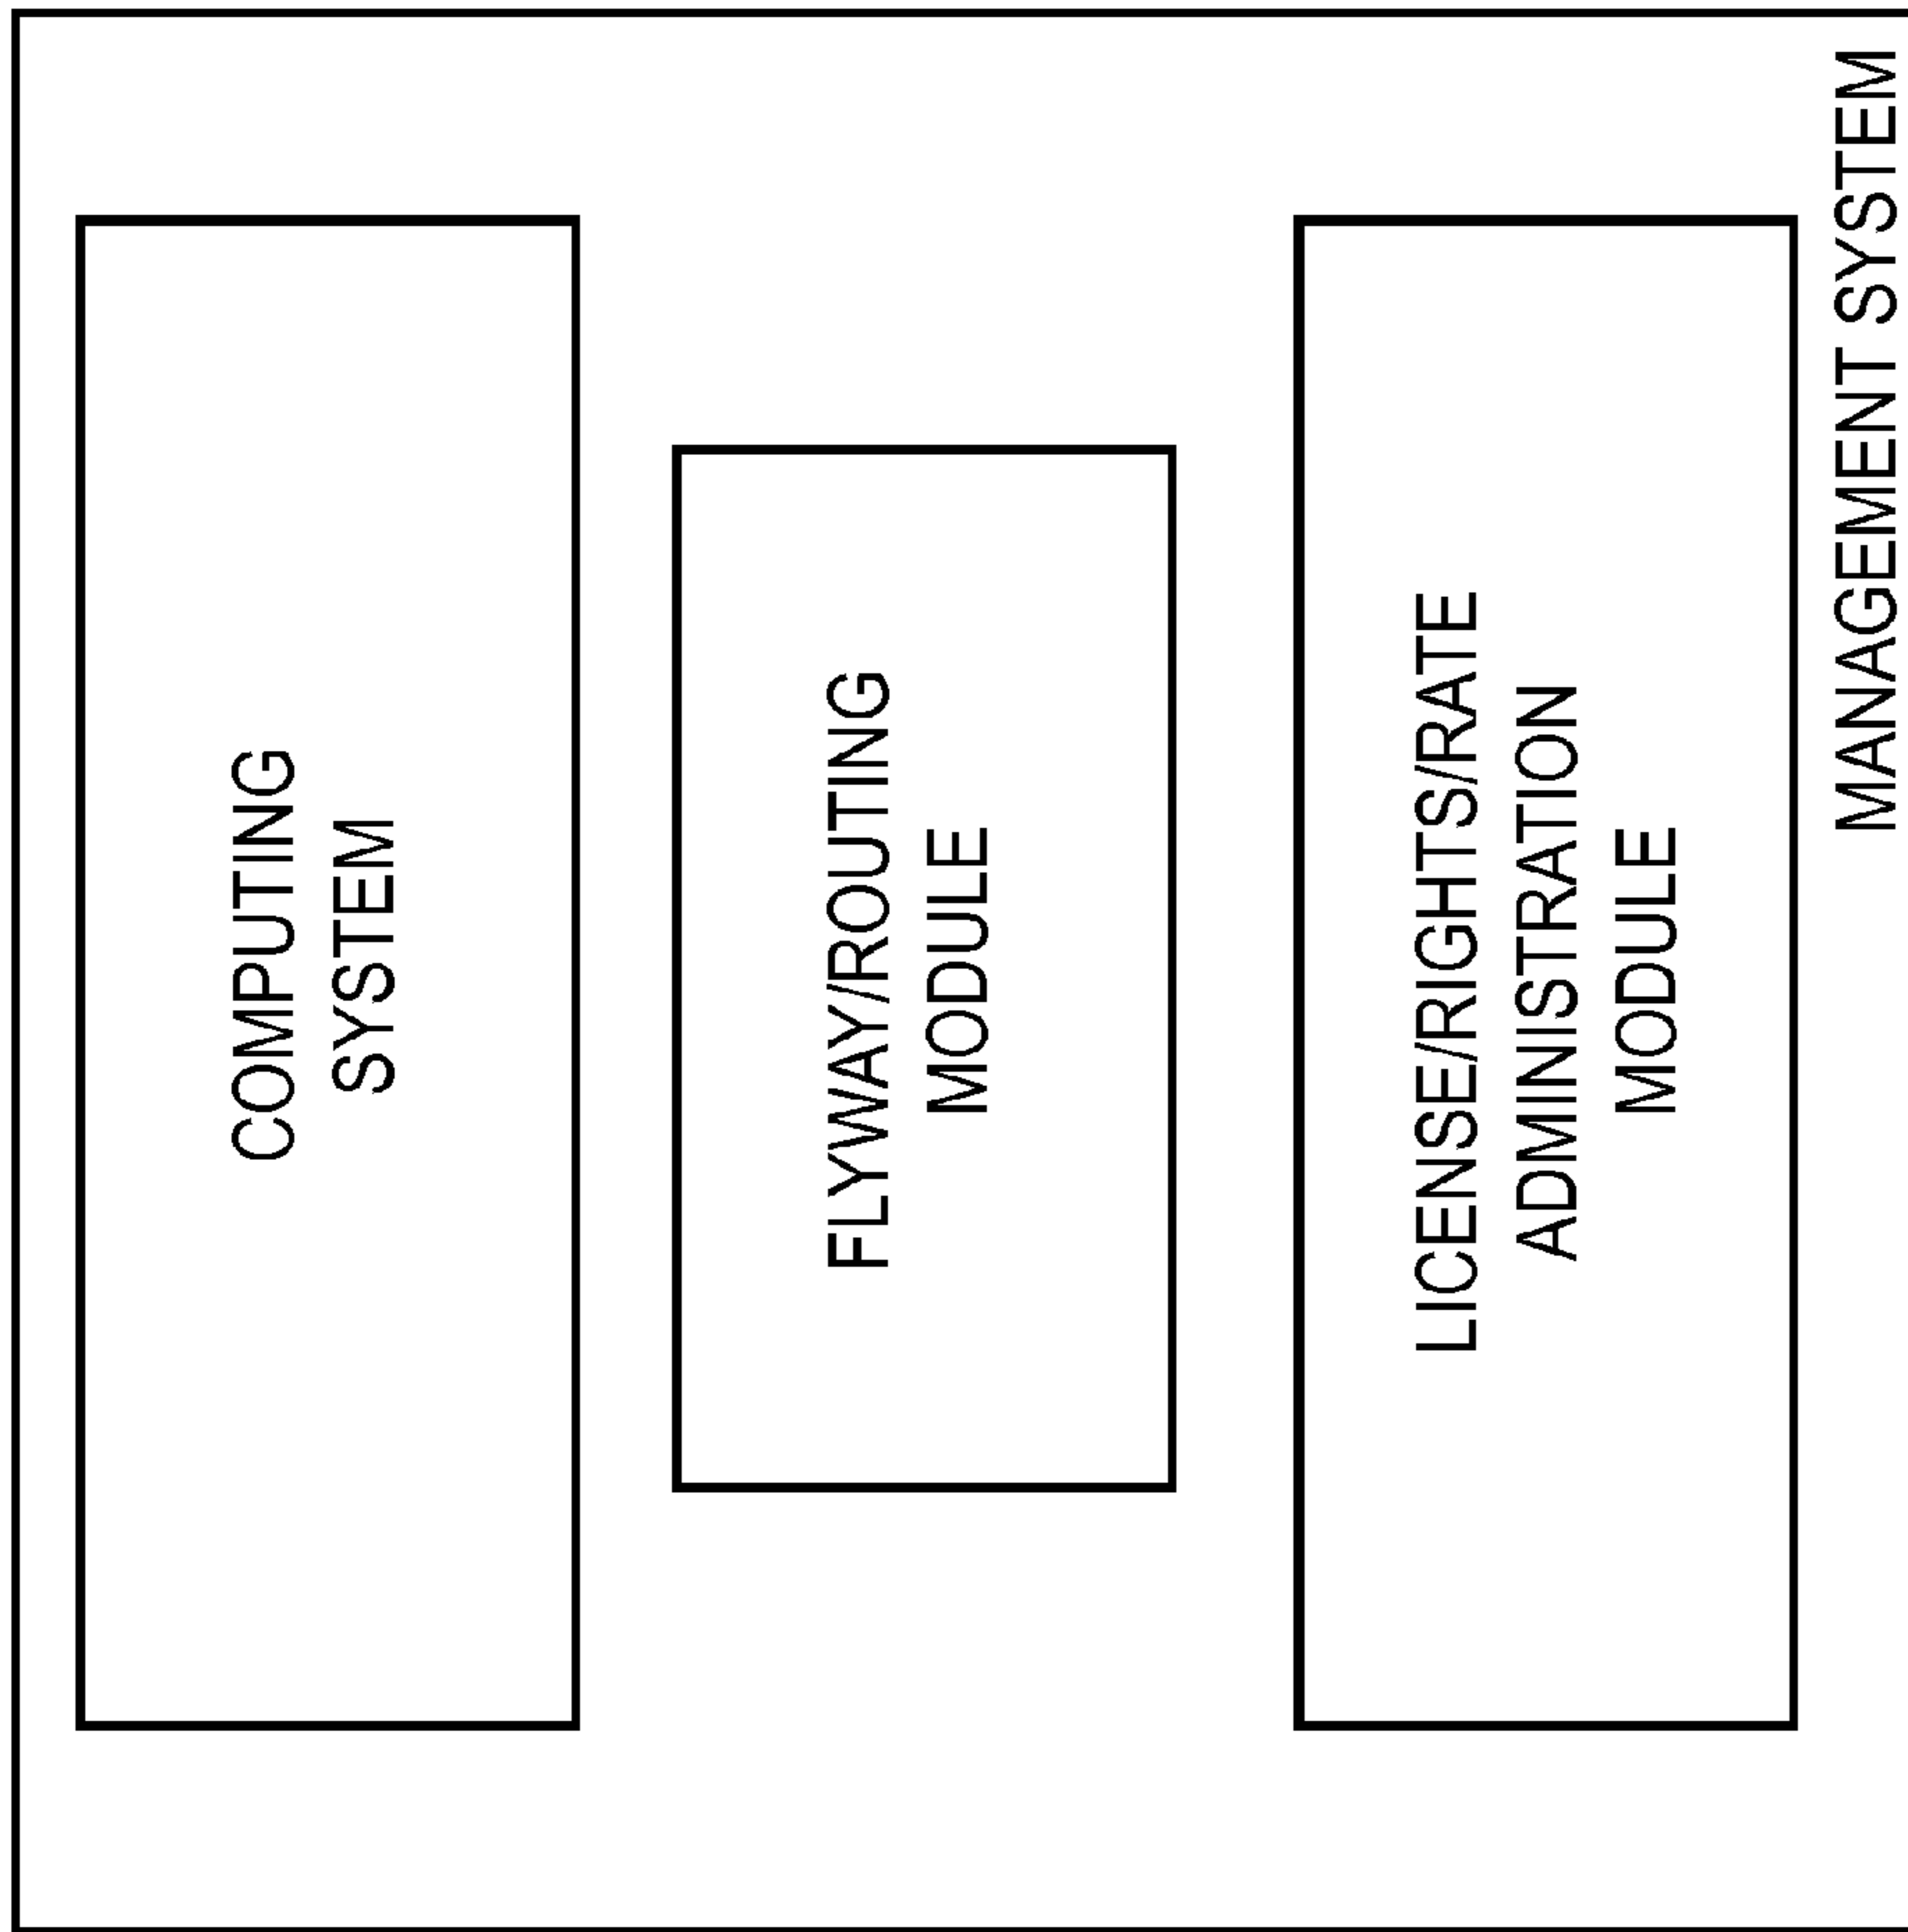 COMPUTING
SYSTEM
FLYWAY/ROUTING
MODULE
LICENSE/RIGHTS/RATE
ADMINISTRATION
MODULE
MANAGEMENT SYSTEM